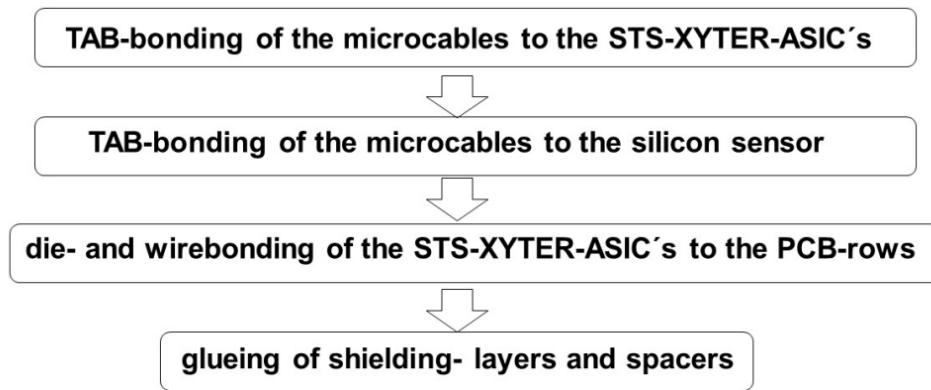 TAB-bonding of the microcables to the STS-XYTER-ASIC´s
TAB-bonding of the microcables to the silicon sensor
die- and wirebonding of the STS-XYTER-ASIC´s to the PCB-rows
glueing of shielding- layers and spacers